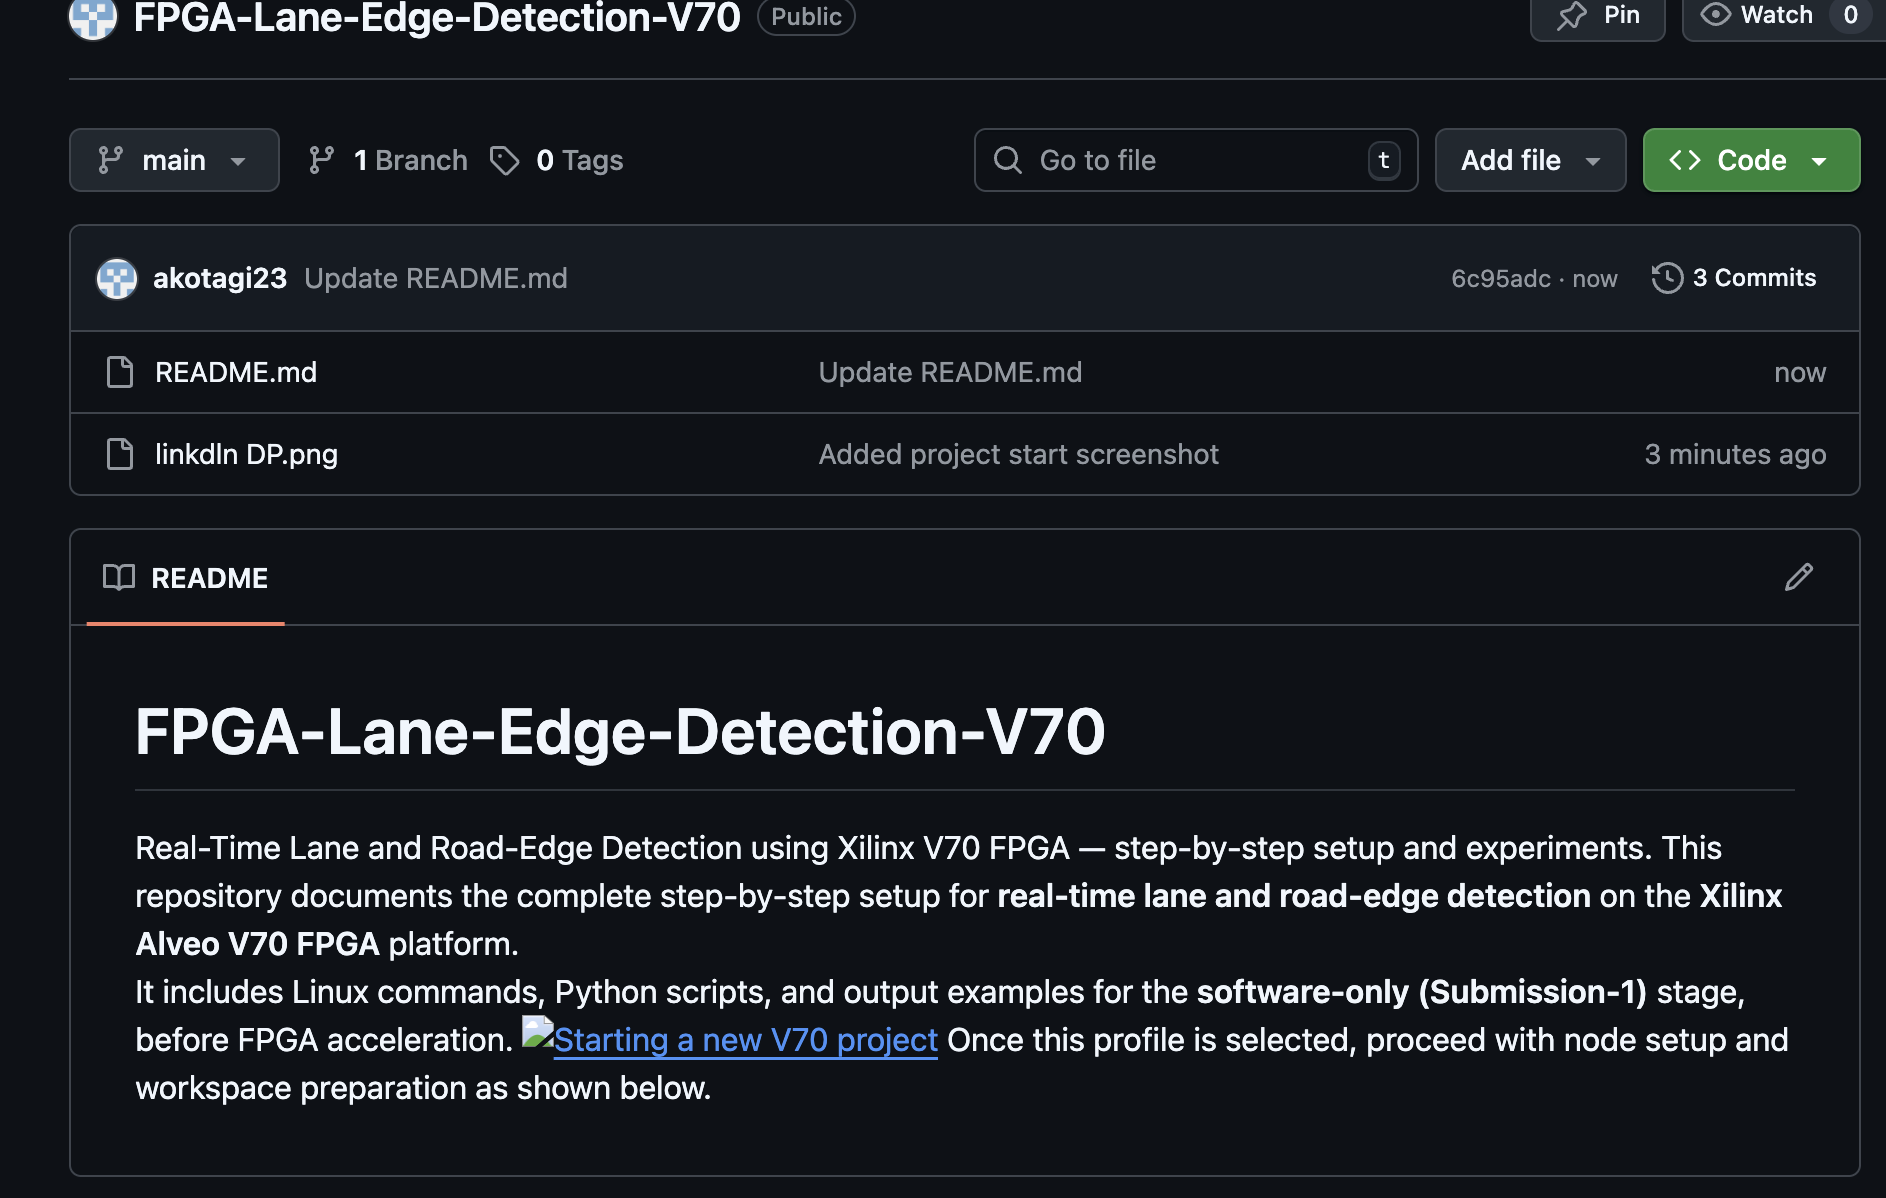 FPGA-Lane-Edge-Detection-V70 Public
Pin
Watch 0
main
1 Branch
0 Tags
Go to file
t
Add file
Code
akotagi23 Update README.md
6c95adc · now
3 Commits
README.md Update README.md now
linkdln DP.png Added project start screenshot 3 minutes ago
README
FPGA-Lane-Edge-Detection-V70
Real-Time Lane and Road-Edge Detection using Xilinx V70 FPGA — step-by-step setup and experiments. This
repository documents the complete step-by-step setup for real-time lane and road-edge detection on the Xilinx
Alveo V70 FPGA platform.
It includes Linux commands, Python scripts, and output examples for the software-only (Submission-1) stage,
before FPGA acceleration. Starting a new V70 project Once this profile is selected, proceed with node setup and
workspace preparation as shown below.